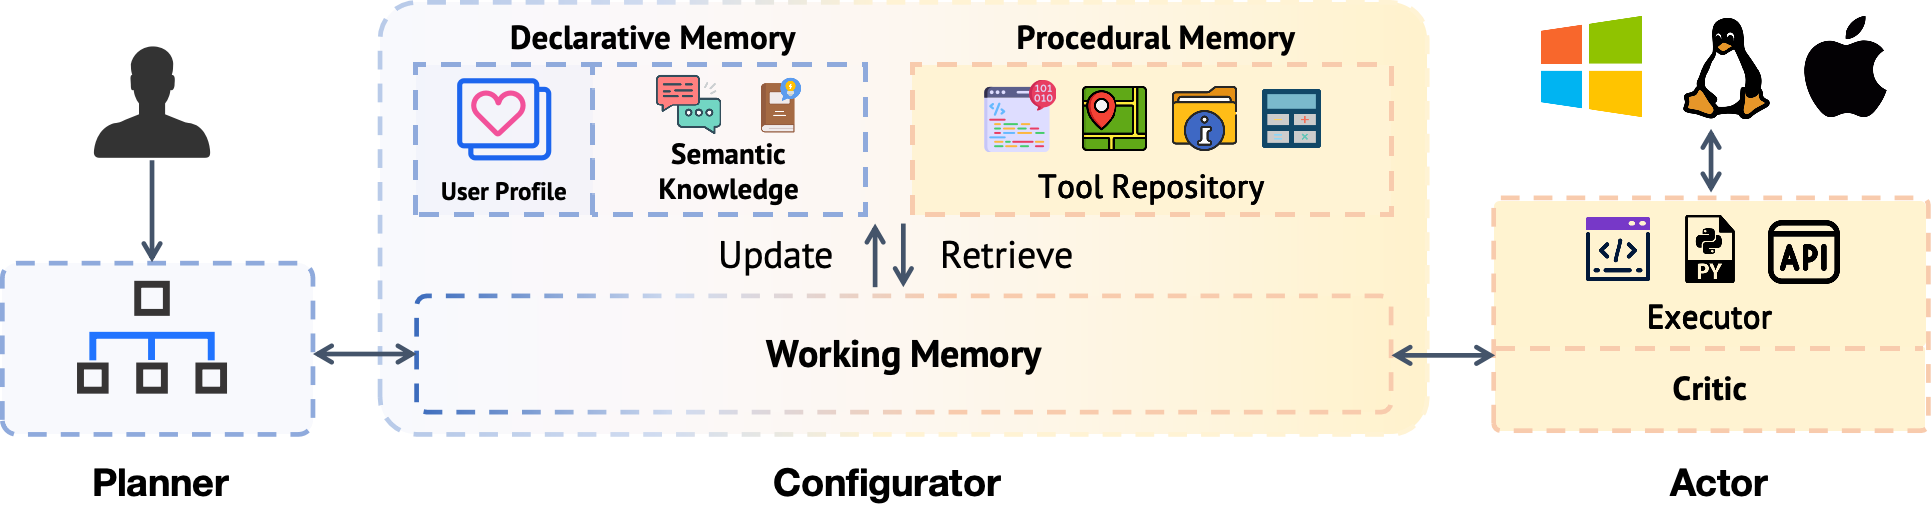 Declarative Memory
Procedural Memory
101
010
</>
User Profile
Semantic
Knowledge
Tool Repository
Update
Retrieve
Working Memory
</>
PY
API
Executor
Critic
Planner
Configurator
Actor